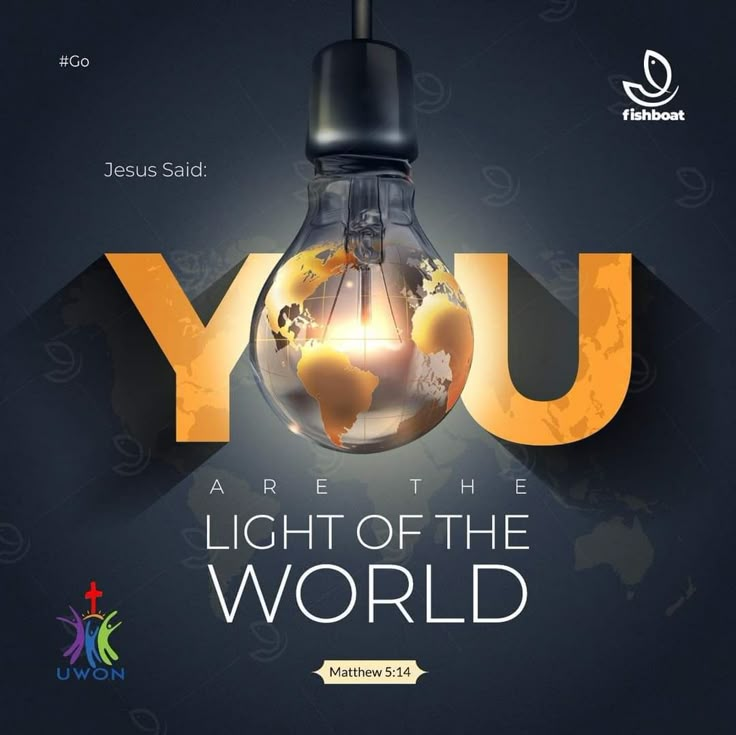 #Go
fishboat
Jesus Said:
YOU
ARE THE
LIGHT OF THE
WORLD
UWON
Matthew 5:14